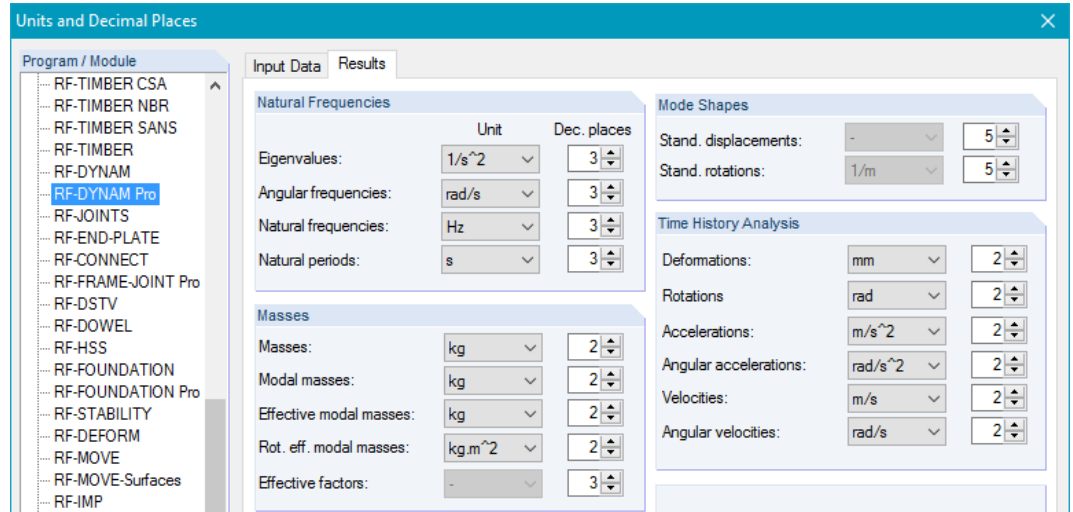 Units and Decimal Places
Program / Module
RF-TIMBER CSA
RF-TIMBER NBR
RF-TIMBER SANS
RF-TIMBER
RF-DYNAM
RF-DYNAM Pro
RF-JOINTS
RF-END-PLATE
RF-CONNECT
RF-FRAME-JOINT Pro
RF-DSTV
RF-DOWEL
RF-HSS
RF-FOUNDATION
RF-FOUNDATION Pro
RF-STABILITY
RF-DEFORM
RF-MOVE
RF-MOVE-Surfaces
RF-IMP
Input Data Results
Natural Frequencies
Unit Dec. places
Eigenvalues: 1/s^2 3
Angular frequencies: rad/s 3
Natural frequencies: Hz 3
Natural periods: s 3
Masses
Masses: kg 2
Modal masses: kg 2
Effective modal masses: kg 2
Rot. eff. modal masses: kg.m^2 2
Effective factors: - 3
Mode Shapes
Stand. displacements: - 5
Stand. rotations: 1/m 5
Time History Analysis
Deformations: mm 2
Rotations rad 2
Accelerations: m/s^2 2
Angular accelerations: rad/s^2 2
Velocities: m/s 2
Angular velocities: rad/s 2